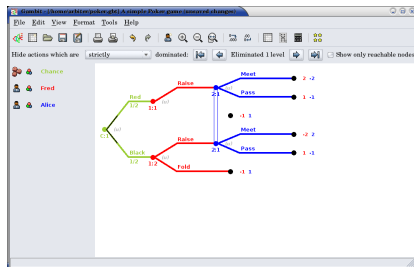 File Edit View Format Tools Help
Hide actions which are strictly dominated: Eliminated 1 level Show only reachable nodes
Chance
Fred
Alice
Meet
2 -2
Raise
2:1
Pass
1 -1
Red
1/2
1:1
-1 1
Meet
-2 2
Raise
2:1
Pass
1 -1
Black
1/2
1:2
Fold
-1 1